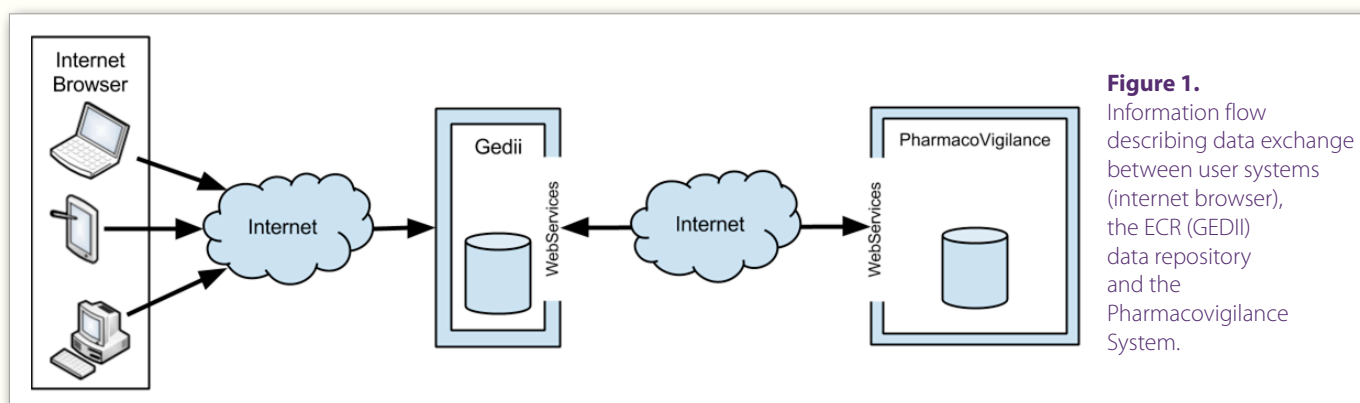 Internet
Browser
Internet
Gedii
WebServices
Internet
WebServices
PharmacoVigilance
Figure 1.
Information flow
describing data exchange
between user systems
(internet browser),
the ECR (GEDII)
data repository
and the
Pharmacovigilance
System.